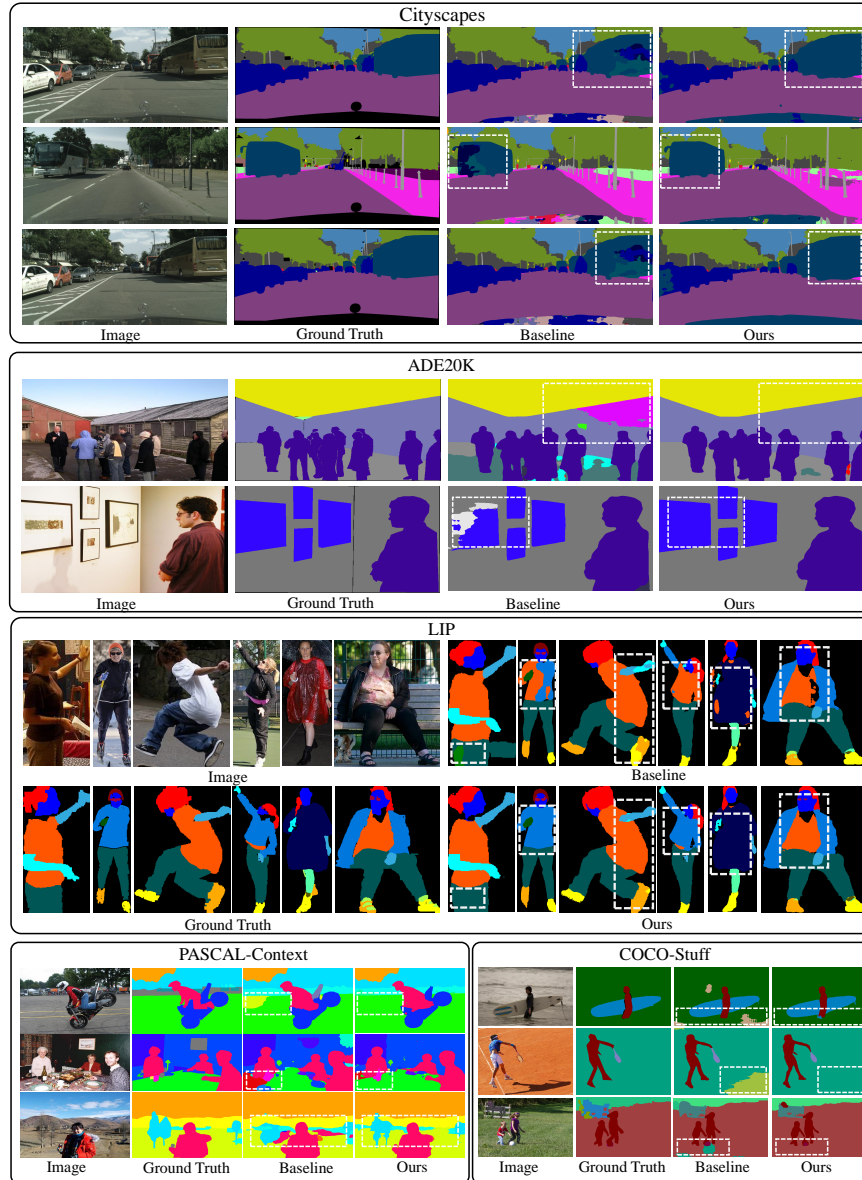 Cityscapes
Image Ground Truth Baseline Ours
ADE20K
Image Ground Truth Baseline Ours
LIP
Image Baseline
Ground Truth Ours
PASCAL-Context
Image Ground Truth Baseline Ours
COCO-Stuff
Image Ground Truth Baseline Ours